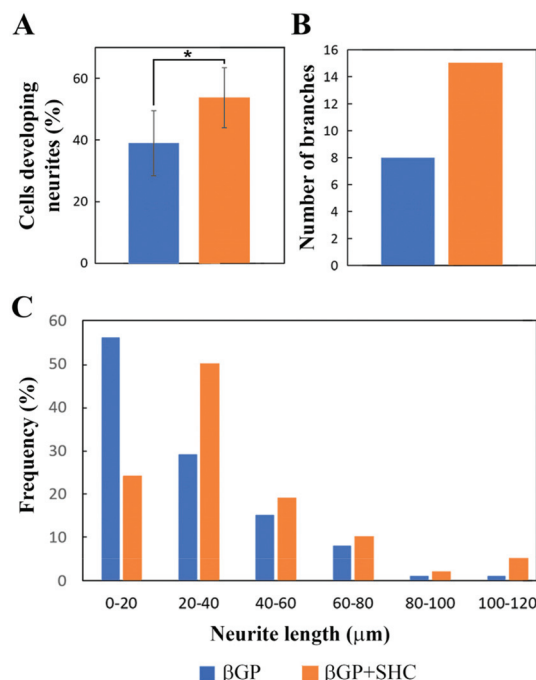 A
*
Cells developing
neurites (%)
60
40
20
0
B
Number of branches
16
14
12
10
8
6
4
2
0
C
Frequency (%)
60
50
40
30
20
10
0
0-20 20-40 40-60 60-80 80-100 100-120
Neurite length (μm)
βGP βGP+SHC